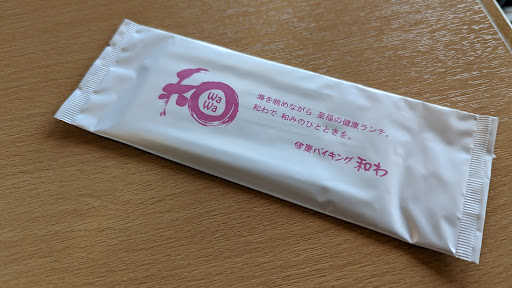 和
Wa
Wa
海を眺めながら 至福の健康ランチ。
和わで 和みのひとときを。
健康バイキング 和わ